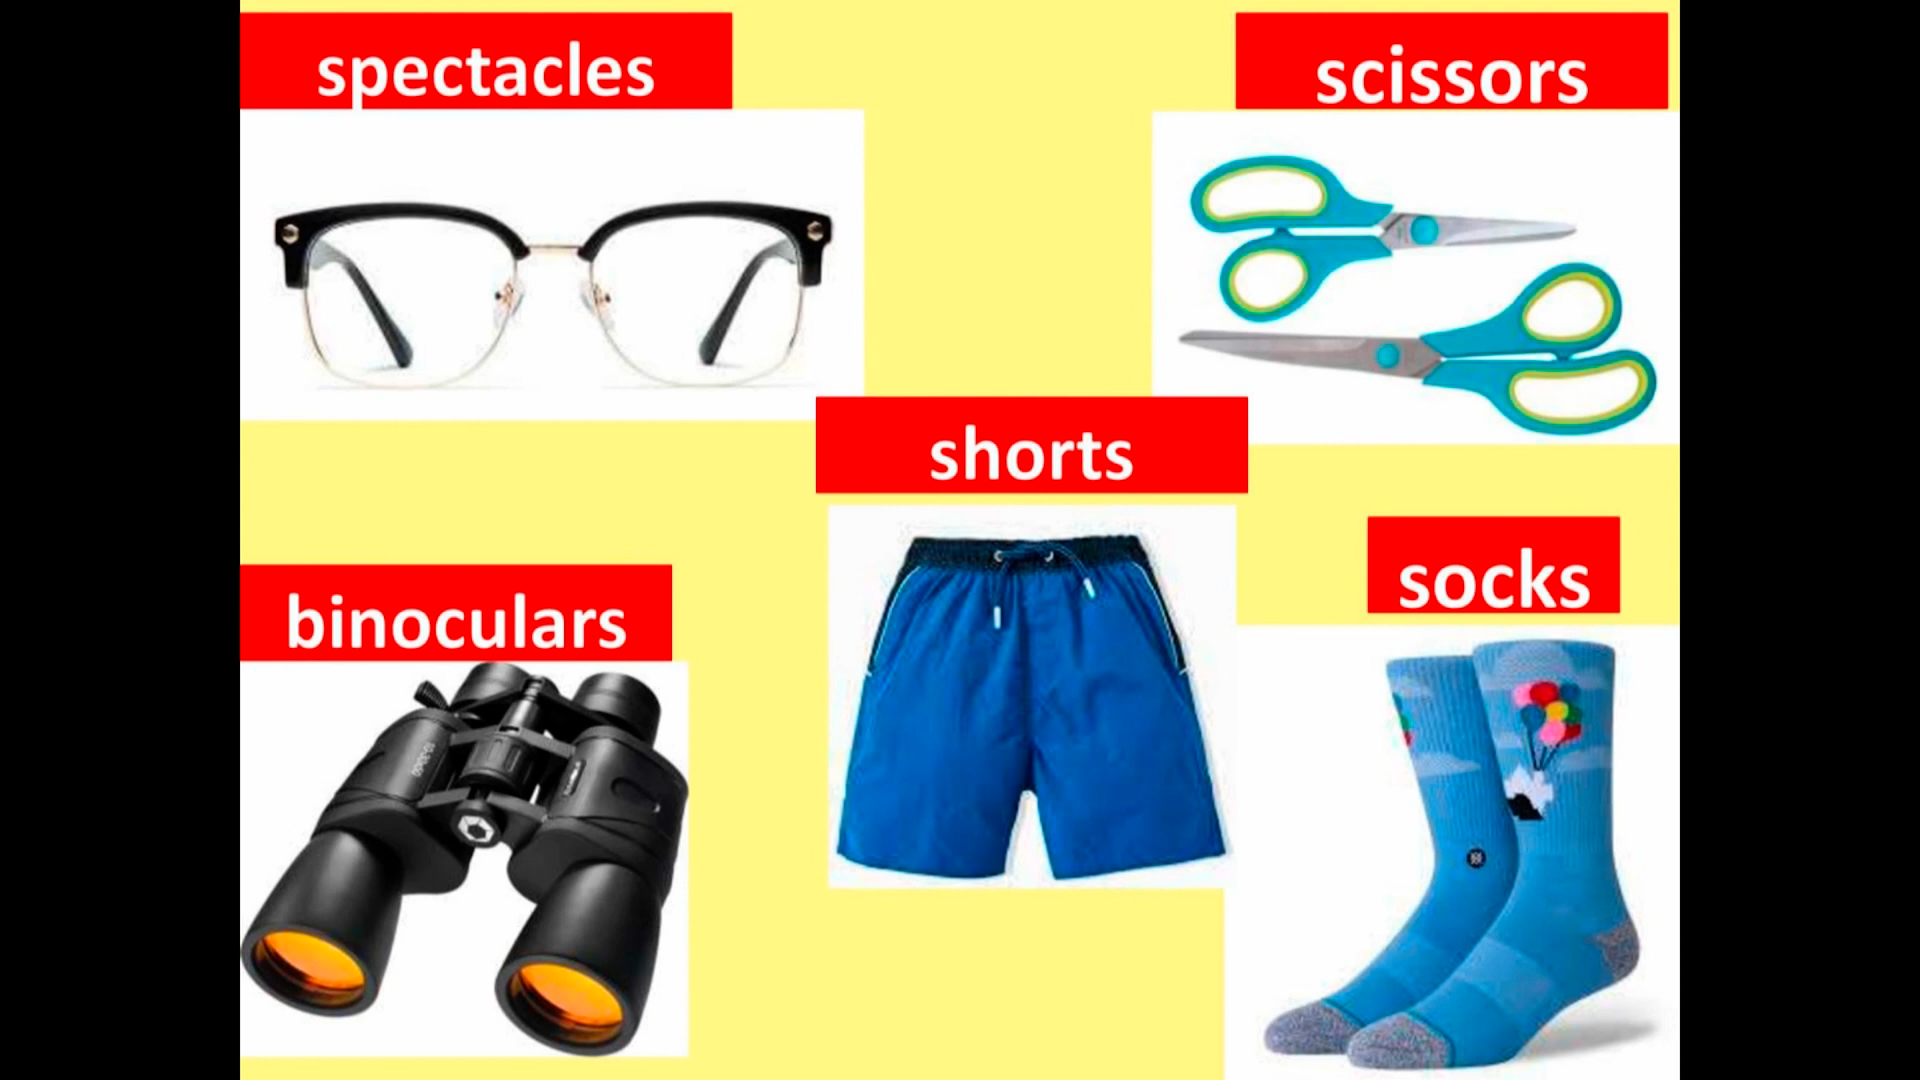 spectacles
scissors
shorts
socks
binoculars